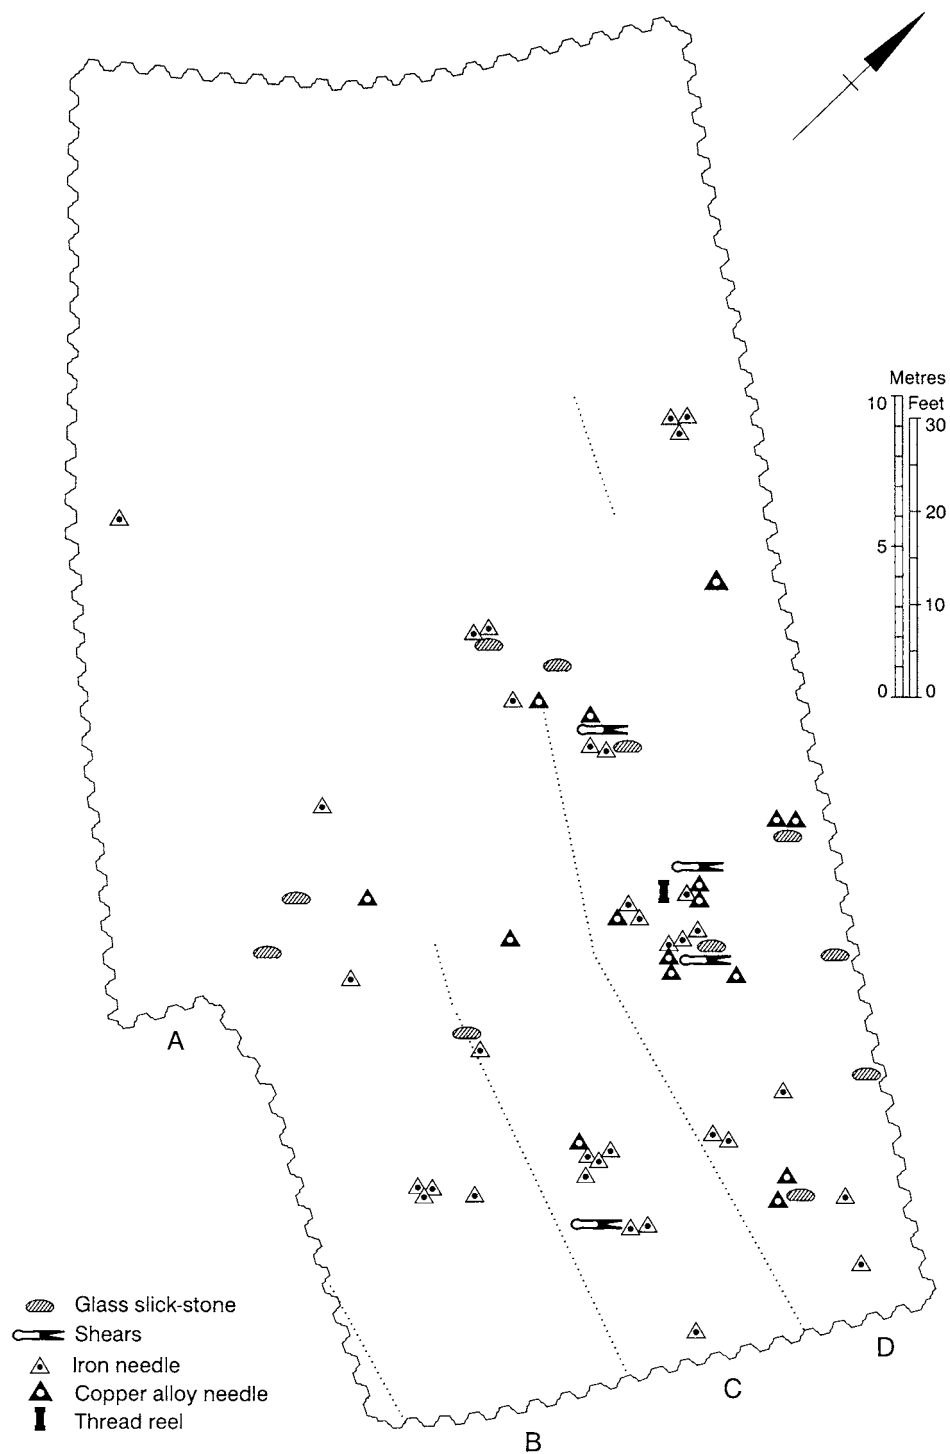 Metres
Feet
10
30
20
5
10
0
0
A
D
C
B
Glass slick-stone
Shears
Iron needle
Copper alloy needle
Thread reel